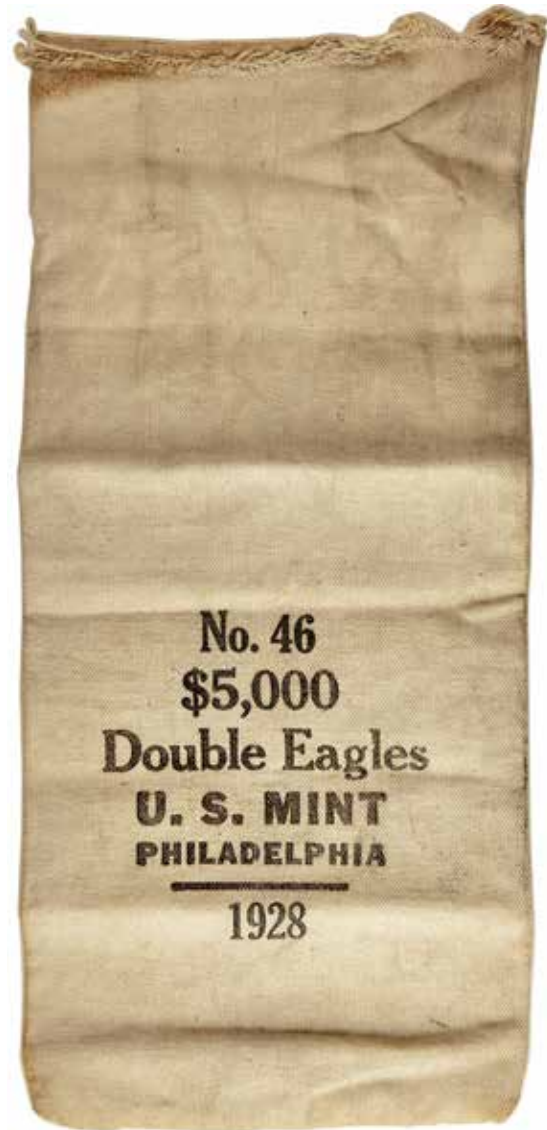 No. 46
$5,000
Double Eagles
U. S. MINT
PHILADELPHIA
1928